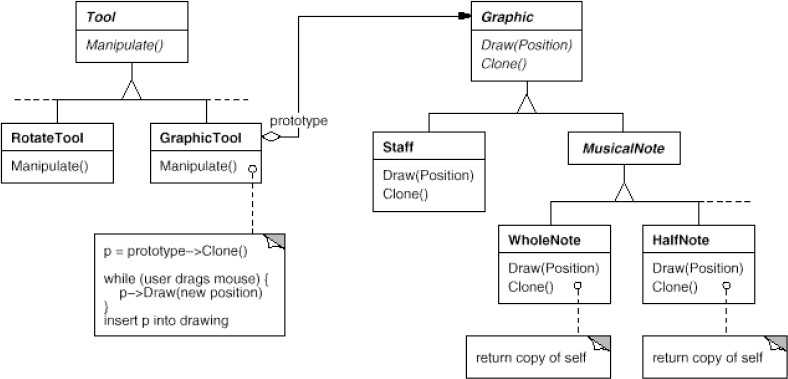 Tool
Manipulate()
Graphic
Draw(Position)
Clone()
prototype
RotateTool
Manipulate()
GraphicTool
Manipulate()
Staff
Draw(Position)
Clone()
MusicalNote
p = prototype–>Clone()
while (user drags mouse) {
p–>Draw(new position)
}
insert p into drawing
WholeNote
Draw(Position)
Clone()
HalfNote
Draw(Position)
Clone()
return copy of self
return copy of self